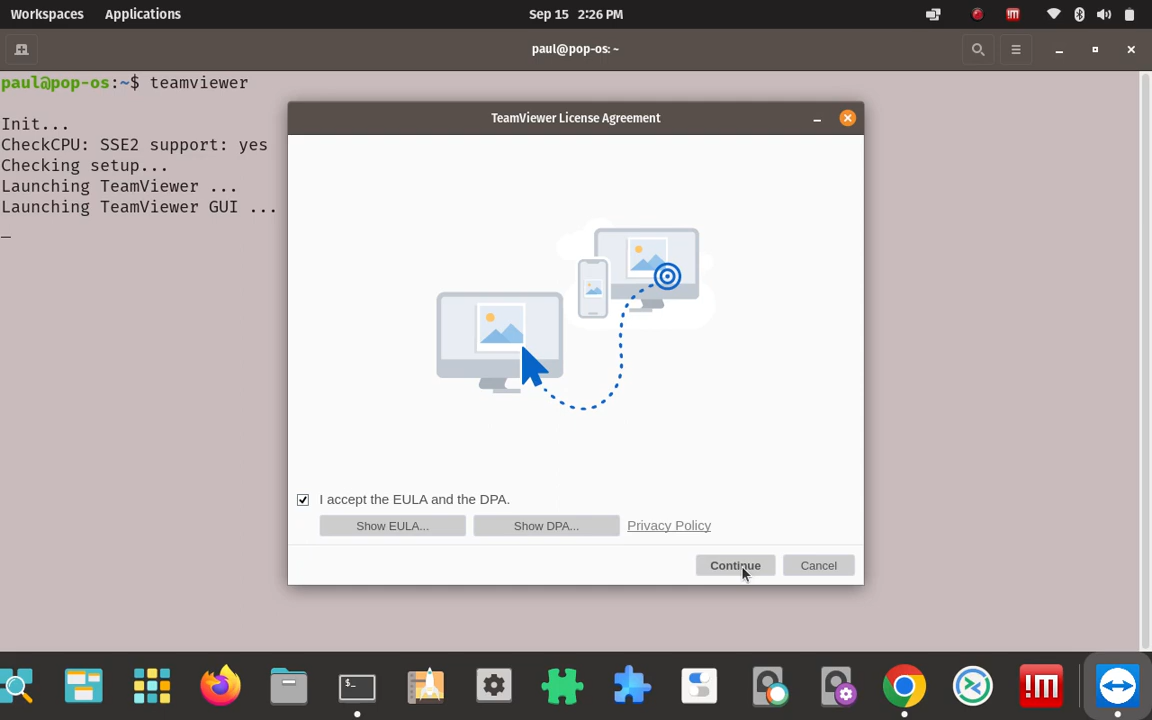 Workspaces Applications Sep 15 2:26 PM !M
paul@pop-os: ~
paul@pop-os:~$ teamviewer
Init...
CheckCPU: SSE2 support: yes
Checking setup...
Launching TeamViewer ...
Launching TeamViewer GUI ...
_
TeamViewer License Agreement
I accept the EULA and the DPA.
Show EULA... Show DPA... Privacy Policy
Continue Cancel
$_ !M